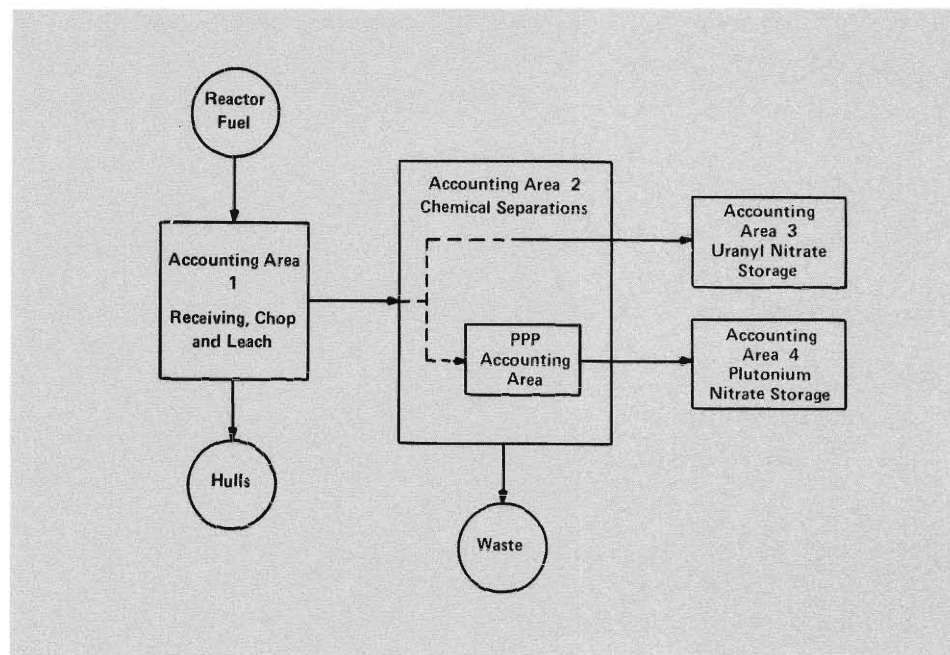 Reactor
Fuel
Accounting Area
1
Receiving, Chop
and Leach
Hulls
Accounting Area 2
Chemical Separations
PPP
Accounting
Area
Waste
Accounting
Area 3
Uranyl Nitrate
Storage
Accounting
Area 4
Plutonium
Nitrate Storage